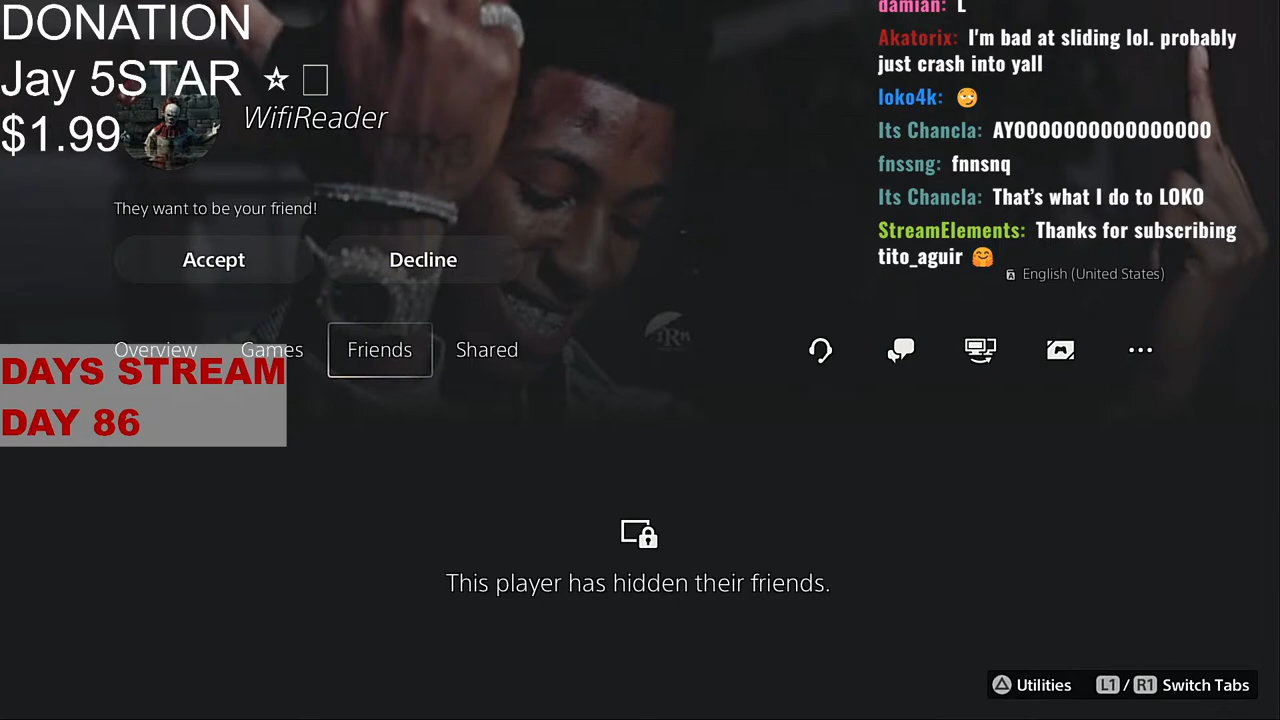 DONATION
Jay 5STAR ☆
$1.99
WifiReader
They want to be your friend!
Accept
Decline
Overview
Games
Friends
Shared
DAYS STREAM
DAY 86
damian: L
Akatorix: I'm bad at sliding lol. probably
just crash into yall
loko4k: 🙄
Its Chancla: AYOOOOOOOOOOOOOOOO
fnssng: fnnsnq
Its Chancla: That's what I do to LOKO
StreamElements: Thanks for subscribing
tito_aguir 🤗
English (United States)
This player has hidden their friends.
Utilities
L1 / R1 Switch Tabs